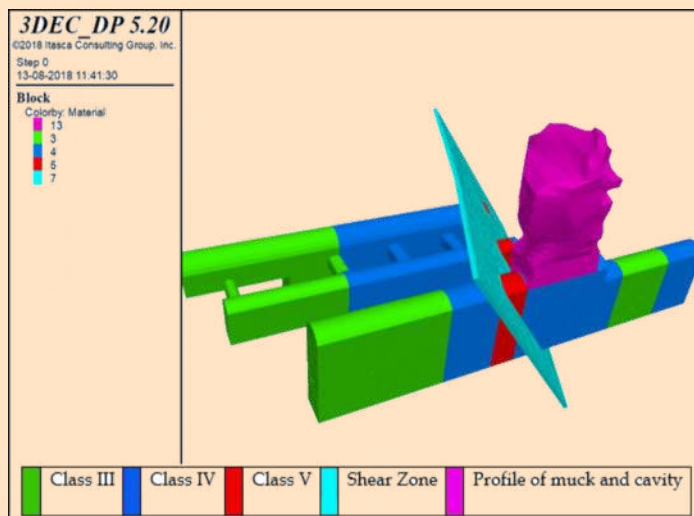 3DEC_DP 5.20
©2018 Itasca Consulting Group, Inc.
Step 0
13-08-2018 11:41:30
Block
Colorby: Material
13
3
4
5
7
Class III Class IV Class V Shear Zone Profile of muck and cavity